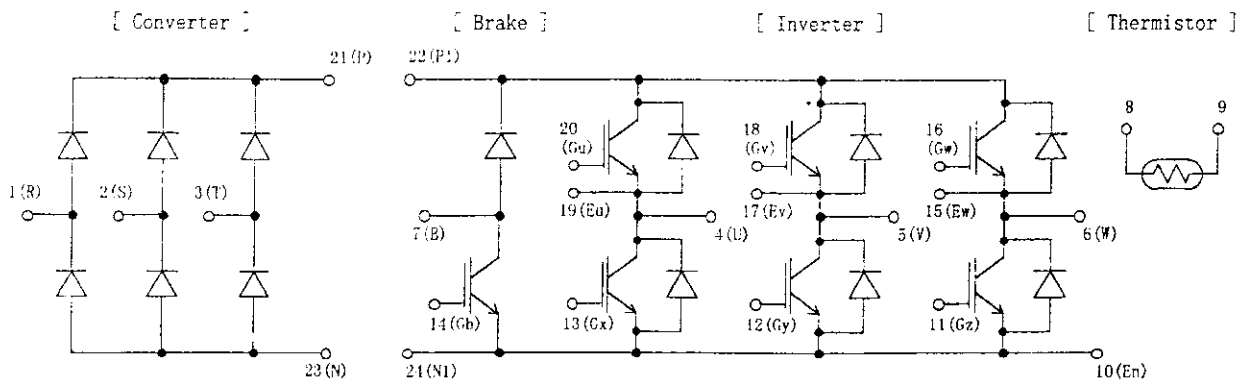 [ Converter ]
[ Brake ]
[ Inverter ]
[ Thermistor ]
21(P)
22(P1)
8
9
20
(Gu)
18
(Gv)
16
(Gw)
1(R)
2(S)
3(T)
19(Eu)
17(Ev)
15(Ew)
7(B)
4(U)
5(V)
6(W)
14(Gb)
13(Gx)
12(Gy)
11(Gz)
23(N)
24(N1)
10(En)